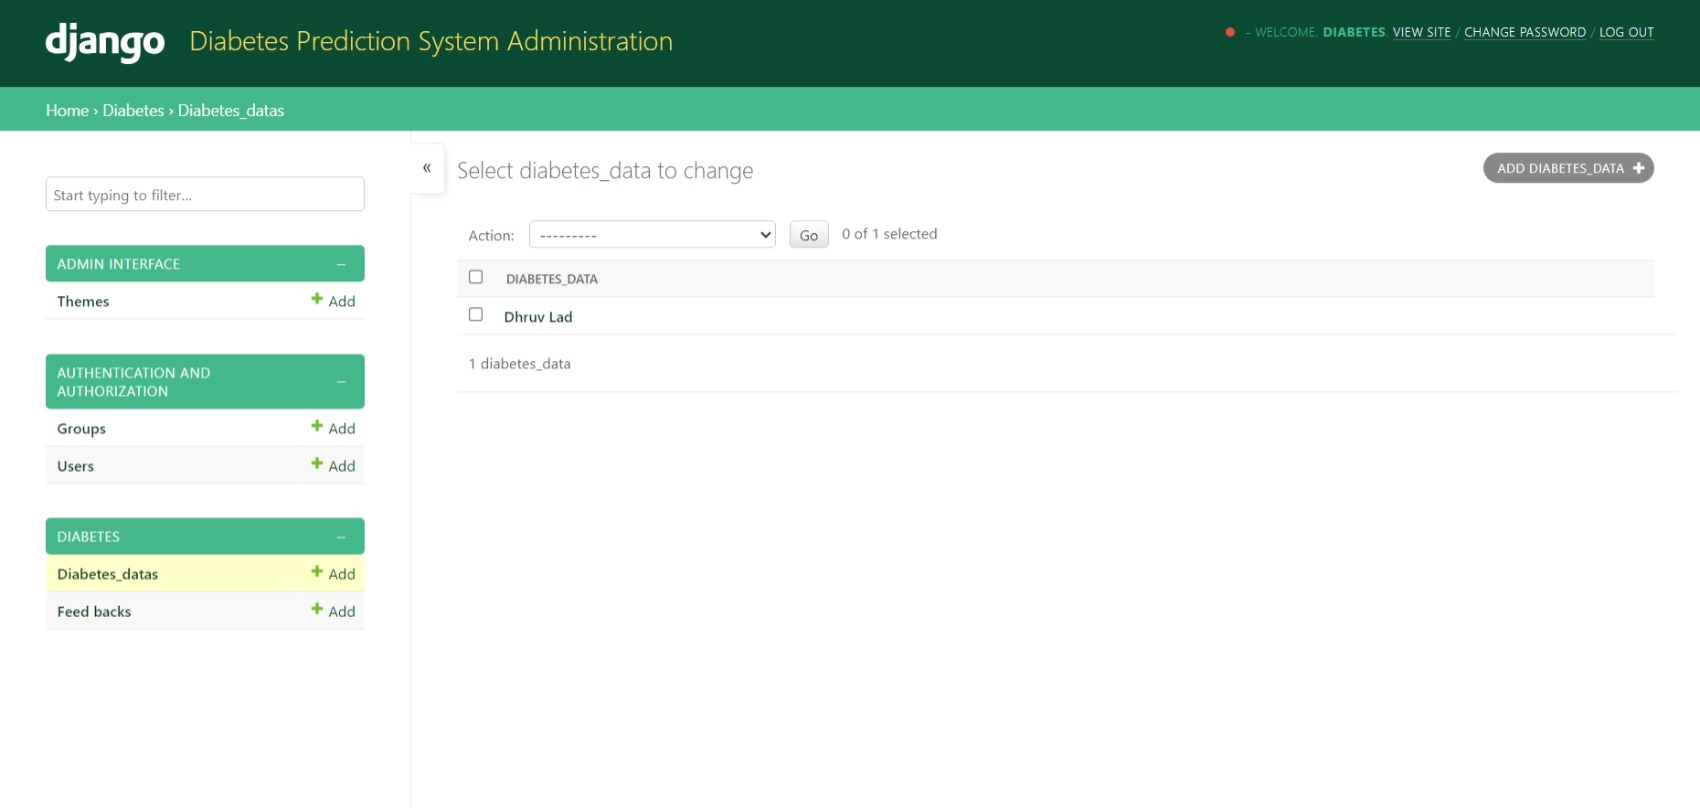 django Diabetes Prediction System Administration
- WELCOME, DIABETES. VIEW SITE / CHANGE PASSWORD / LOG OUT
Home › Diabetes › Diabetes_datas
Start typing to filter...
ADMIN INTERFACE –
Themes + Add
AUTHENTICATION AND
AUTHORIZATION –
Groups + Add
Users + Add
DIABETES –
Diabetes_datas + Add
Feed backs + Add
«
Select diabetes_data to change
ADD DIABETES_DATA +
Action: --------- Go 0 of 1 selected
DIABETES_DATA
Dhruv Lad
1 diabetes_data